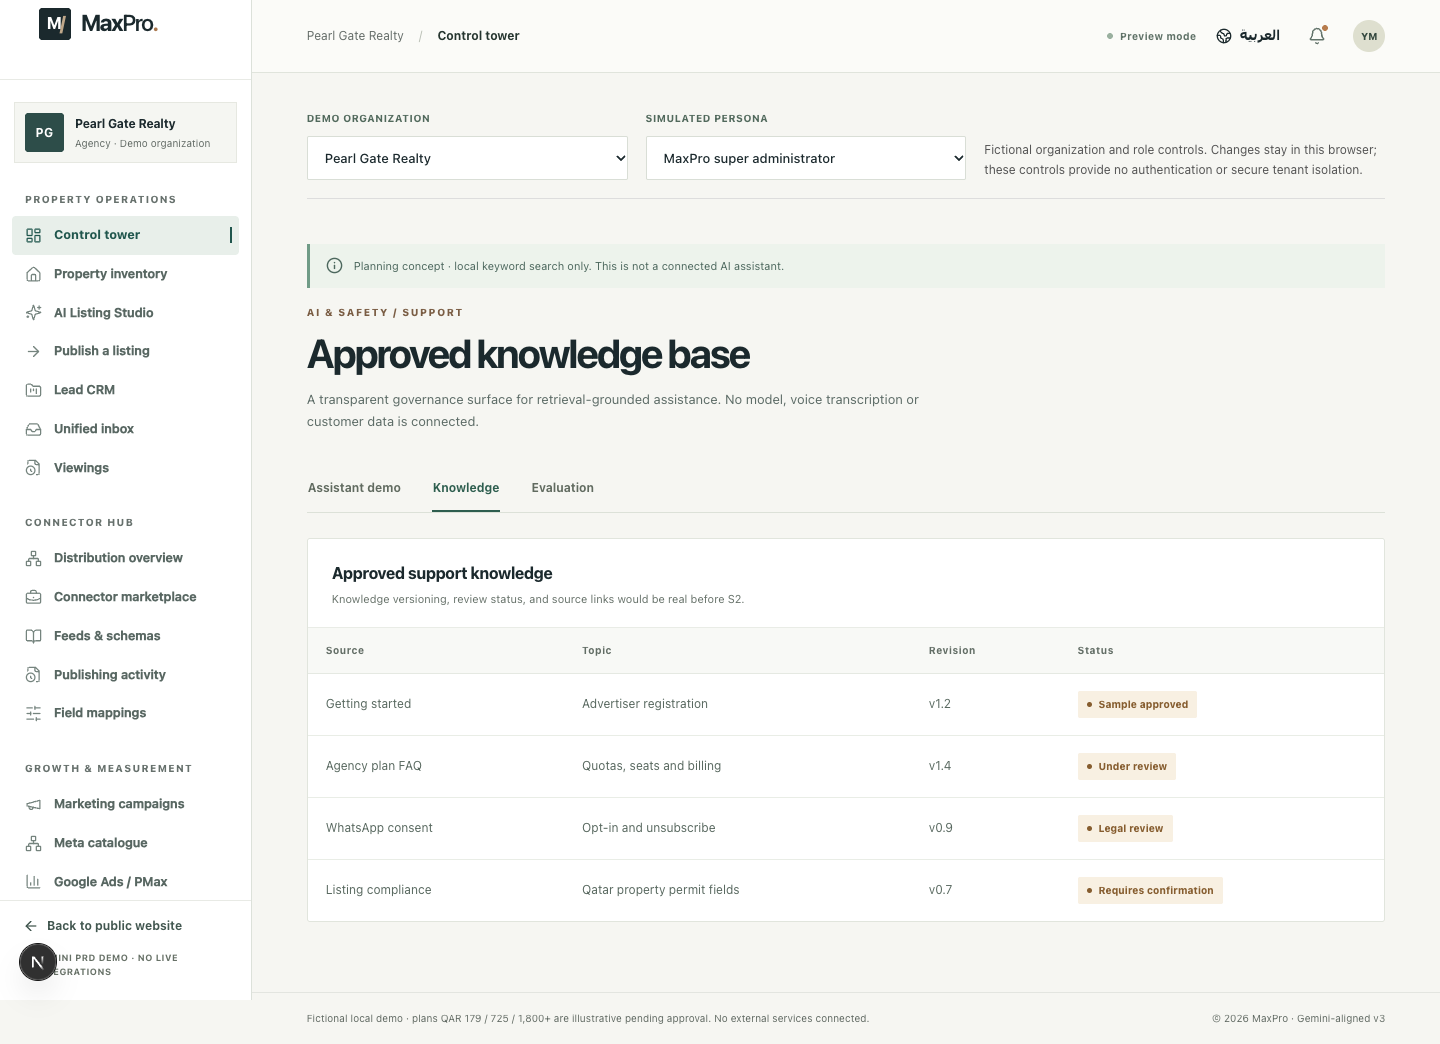 M/ MaxPro.
Pearl Gate Realty / Control tower
Preview mode
العربية
YM
PG
Pearl Gate Realty
Agency · Demo organization
PROPERTY OPERATIONS
Control tower
Property inventory
AI Listing Studio
Publish a listing
Lead CRM
Unified inbox
Viewings
CONNECTOR HUB
Distribution overview
Connector marketplace
Feeds & schemas
Publishing activity
Field mappings
GROWTH & MEASUREMENT
Marketing campaigns
Meta catalogue
Google Ads / PMax
Back to public website
N
INI PRD DEMO · NO LIVE
EGRATIONS
DEMO ORGANIZATION
Pearl Gate Realty
SIMULATED PERSONA
MaxPro super administrator
Fictional organization and role controls. Changes stay in this browser;
these controls provide no authentication or secure tenant isolation.
Planning concept · local keyword search only. This is not a connected AI assistant.
AI & SAFETY / SUPPORT
Approved knowledge base
A transparent governance surface for retrieval-grounded assistance. No model, voice transcription or
customer data is connected.
Assistant demo Knowledge Evaluation
Approved support knowledge
Knowledge versioning, review status, and source links would be real before S2.
Source Topic Revision Status
Getting started Advertiser registration v1.2 Sample approved
Agency plan FAQ Quotas, seats and billing v1.4 Under review
WhatsApp consent Opt-in and unsubscribe v0.9 Legal review
Listing compliance Qatar property permit fields v0.7 Requires confirmation
Fictional local demo · plans QAR 179 / 725 / 1,800+ are illustrative pending approval. No external services connected.
© 2026 MaxPro · Gemini-aligned v3